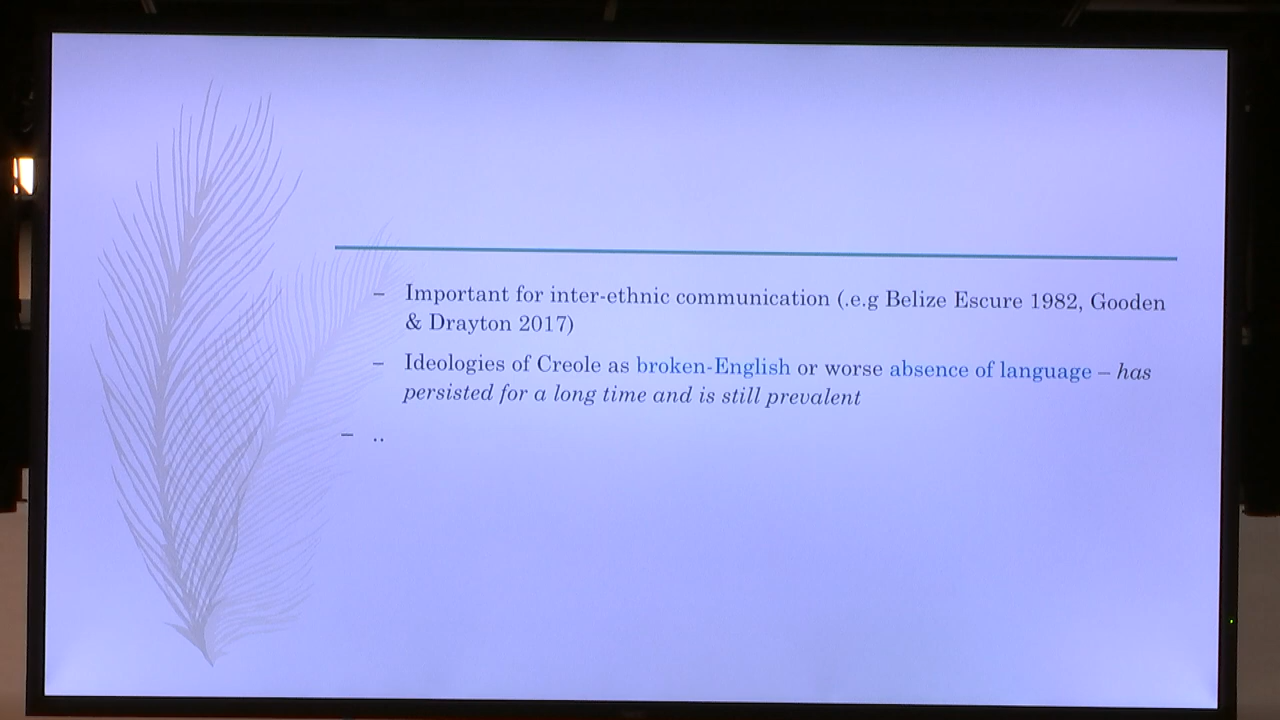 – Important for inter-ethnic communication (.e.g Belize Escure 1982, Gooden
& Drayton 2017)
– Ideologies of Creole as broken-English or worse absence of language – has
persisted for a long time and is still prevalent
– ..